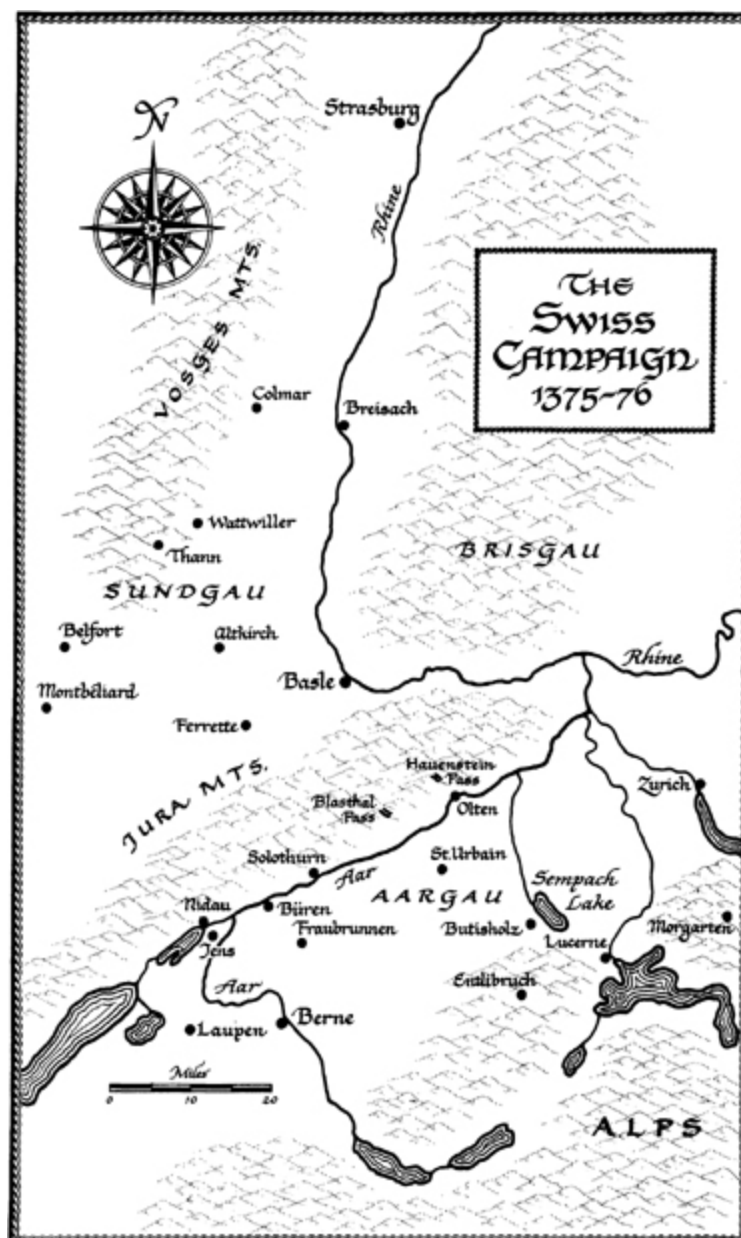 N
Strasburg
Rhine
THE
SWISS
CAMPAIGN
1375-76
VOSGES MTS.
Colmar
Breisach
Wattwiller
Thann
BRISGAU
SUNDGAU
Belfort
Altkirch
Rhine
Basle
Montbéliard
Ferrette
Hauenstein
Pass
Zurich
JURA MTS.
Blasthal
Pass
Olten
Solothurn
Aar
St. Urbain
AARGAU
Sempach
Lake
Nidau
Büren
Fraubrunnen
Butisholz
Morgarten
Jens
Lucerne
Aar
Entlibruch
Laupen
Berne
Miles
0 10 20
ALPS